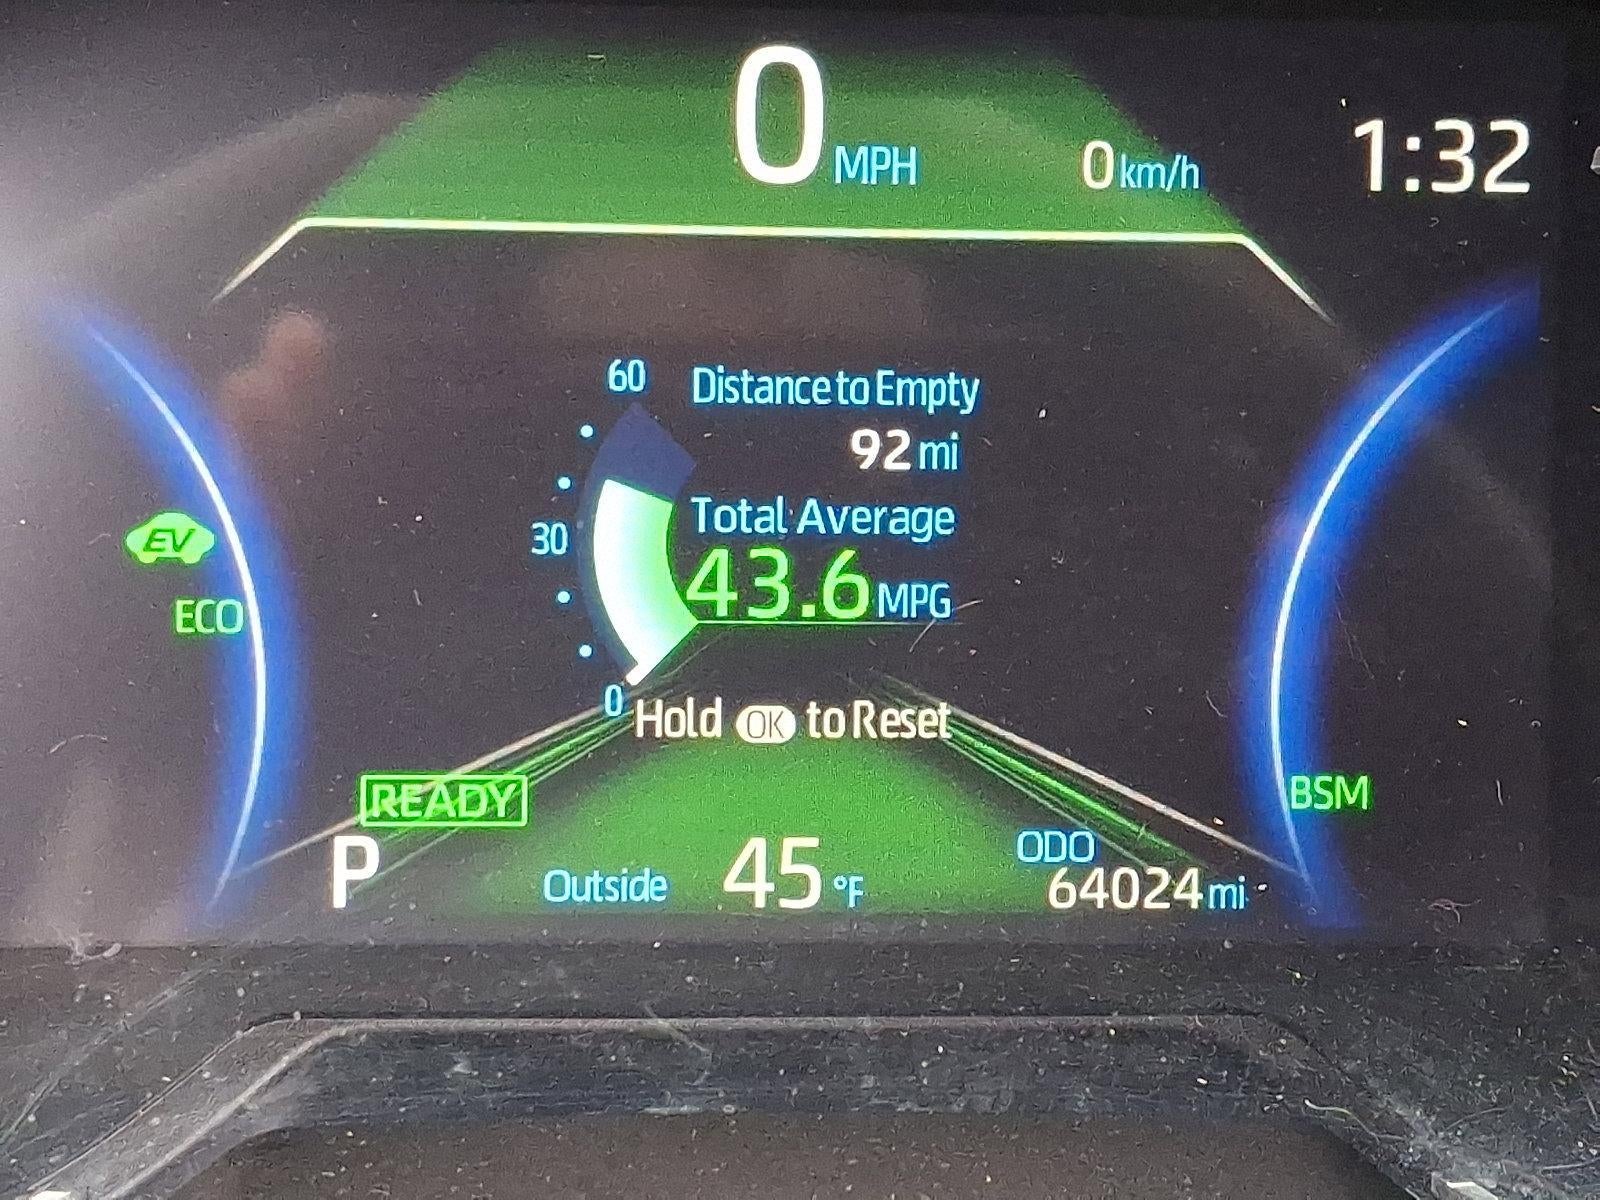 0 MPH 0 km/h 1:32
60 Distance to Empty
92 mi
Total Average
30 43.6 MPG
EV
ECO
0 Hold OK to Reset
READY
BSM
P Outside 45 °F ODO
64024 mi